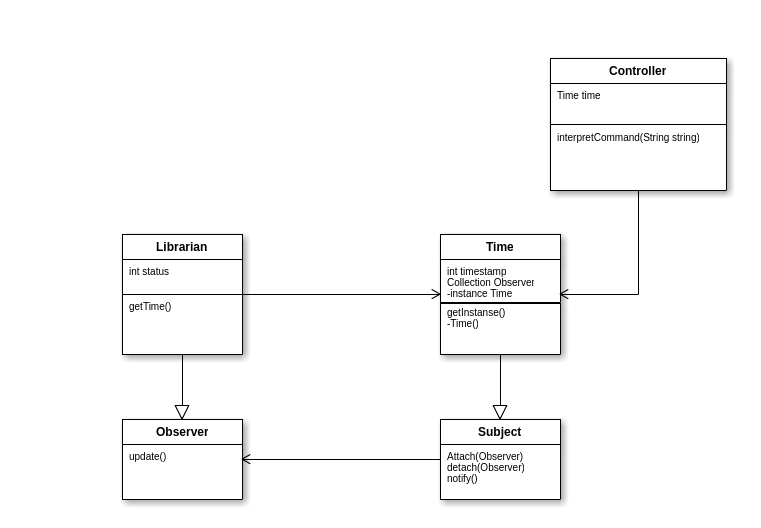 Controller
Time time
interpretCommand(String string)
Librarian
int status
getTime()
Time
int timestamp
Collection Observer
-instance Time
getInstanse()
-Time()
Observer
update()
Subject
Attach(Observer)
detach(Observer)
notify()